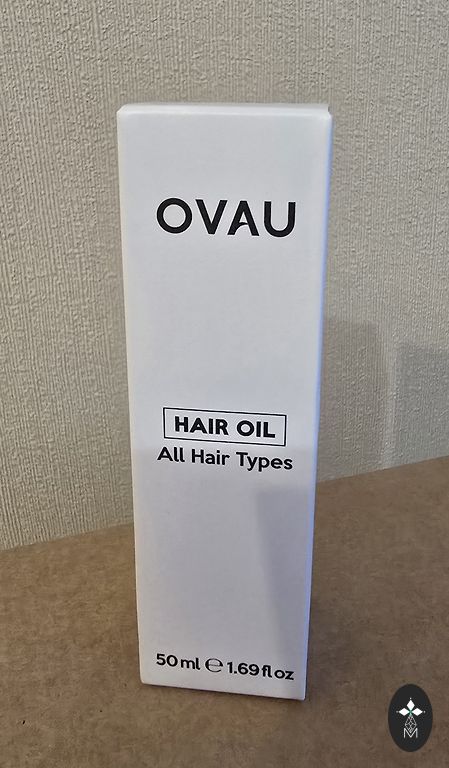 OVAU
HAIR OIL
All Hair Types
50 ml ℮ 1.69 fl oz
M